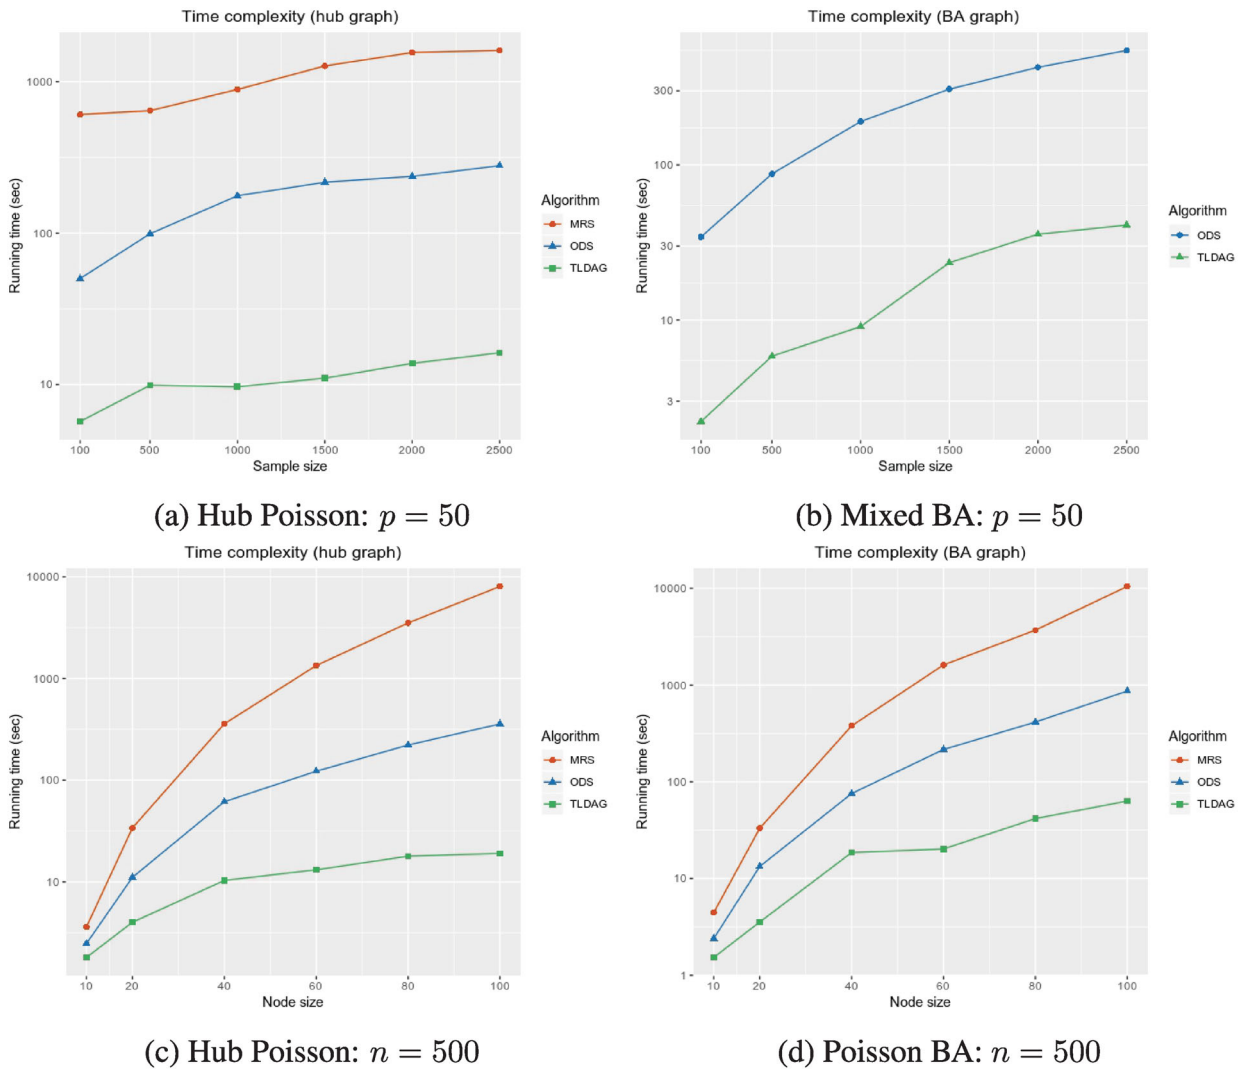 Time complexity (hub graph)
Running time (sec)
1000
100
10
100 500 1000 1500 2000 2500
Sample size
Algorithm
MRS
ODS
TLDAG
(a) Hub Poisson: p = 50
Time complexity (BA graph)
Running time (sec)
300
100
30
10
3
100 500 1000 1500 2000 2500
Sample size
Algorithm
ODS
TLDAG
(b) Mixed BA: p = 50
Time complexity (hub graph)
Running time (sec)
10000
1000
100
10
10 20 40 60 80 100
Node size
Algorithm
MRS
ODS
TLDAG
(c) Hub Poisson: n = 500
Time complexity (BA graph)
Running time (sec)
10000
1000
100
10
1
10 20 40 60 80 100
Node size
Algorithm
MRS
ODS
TLDAG
(d) Poisson BA: n = 500